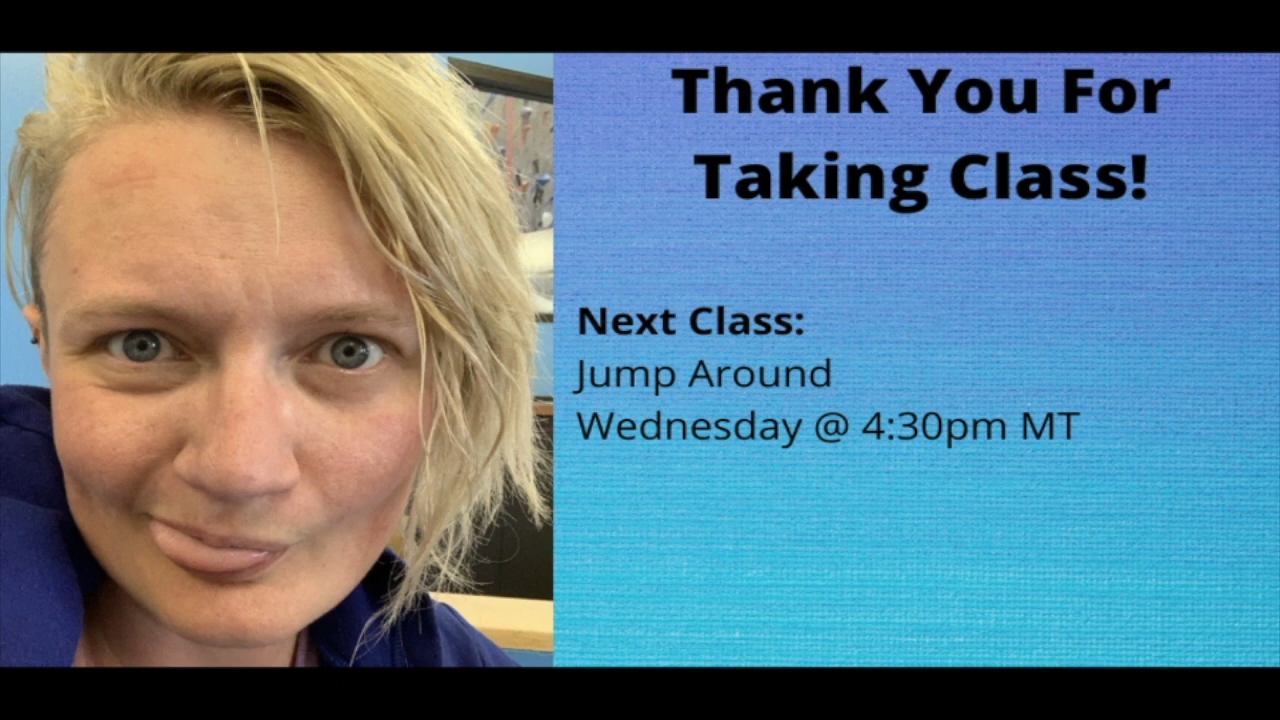 Thank You For
Taking Class!
Next Class:
Jump Around
Wednesday @ 4:30pm MT